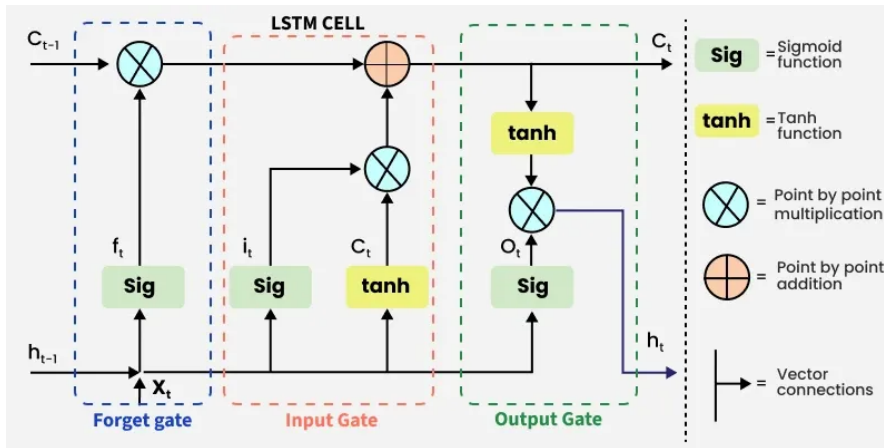 LSTM CELL
Cₜ₋₁
Cₜ
fₜ
iₜ
Cₜ
Oₜ
tanh
Sig
Sig
tanh
Sig
hₜ₋₁
Xₜ
hₜ
Forget gate
Input Gate
Output Gate
Sig
=Sigmoid
function
tanh
=Tanh
function
= Point by point
multiplication
= Point by point
addition
= Vector
connections